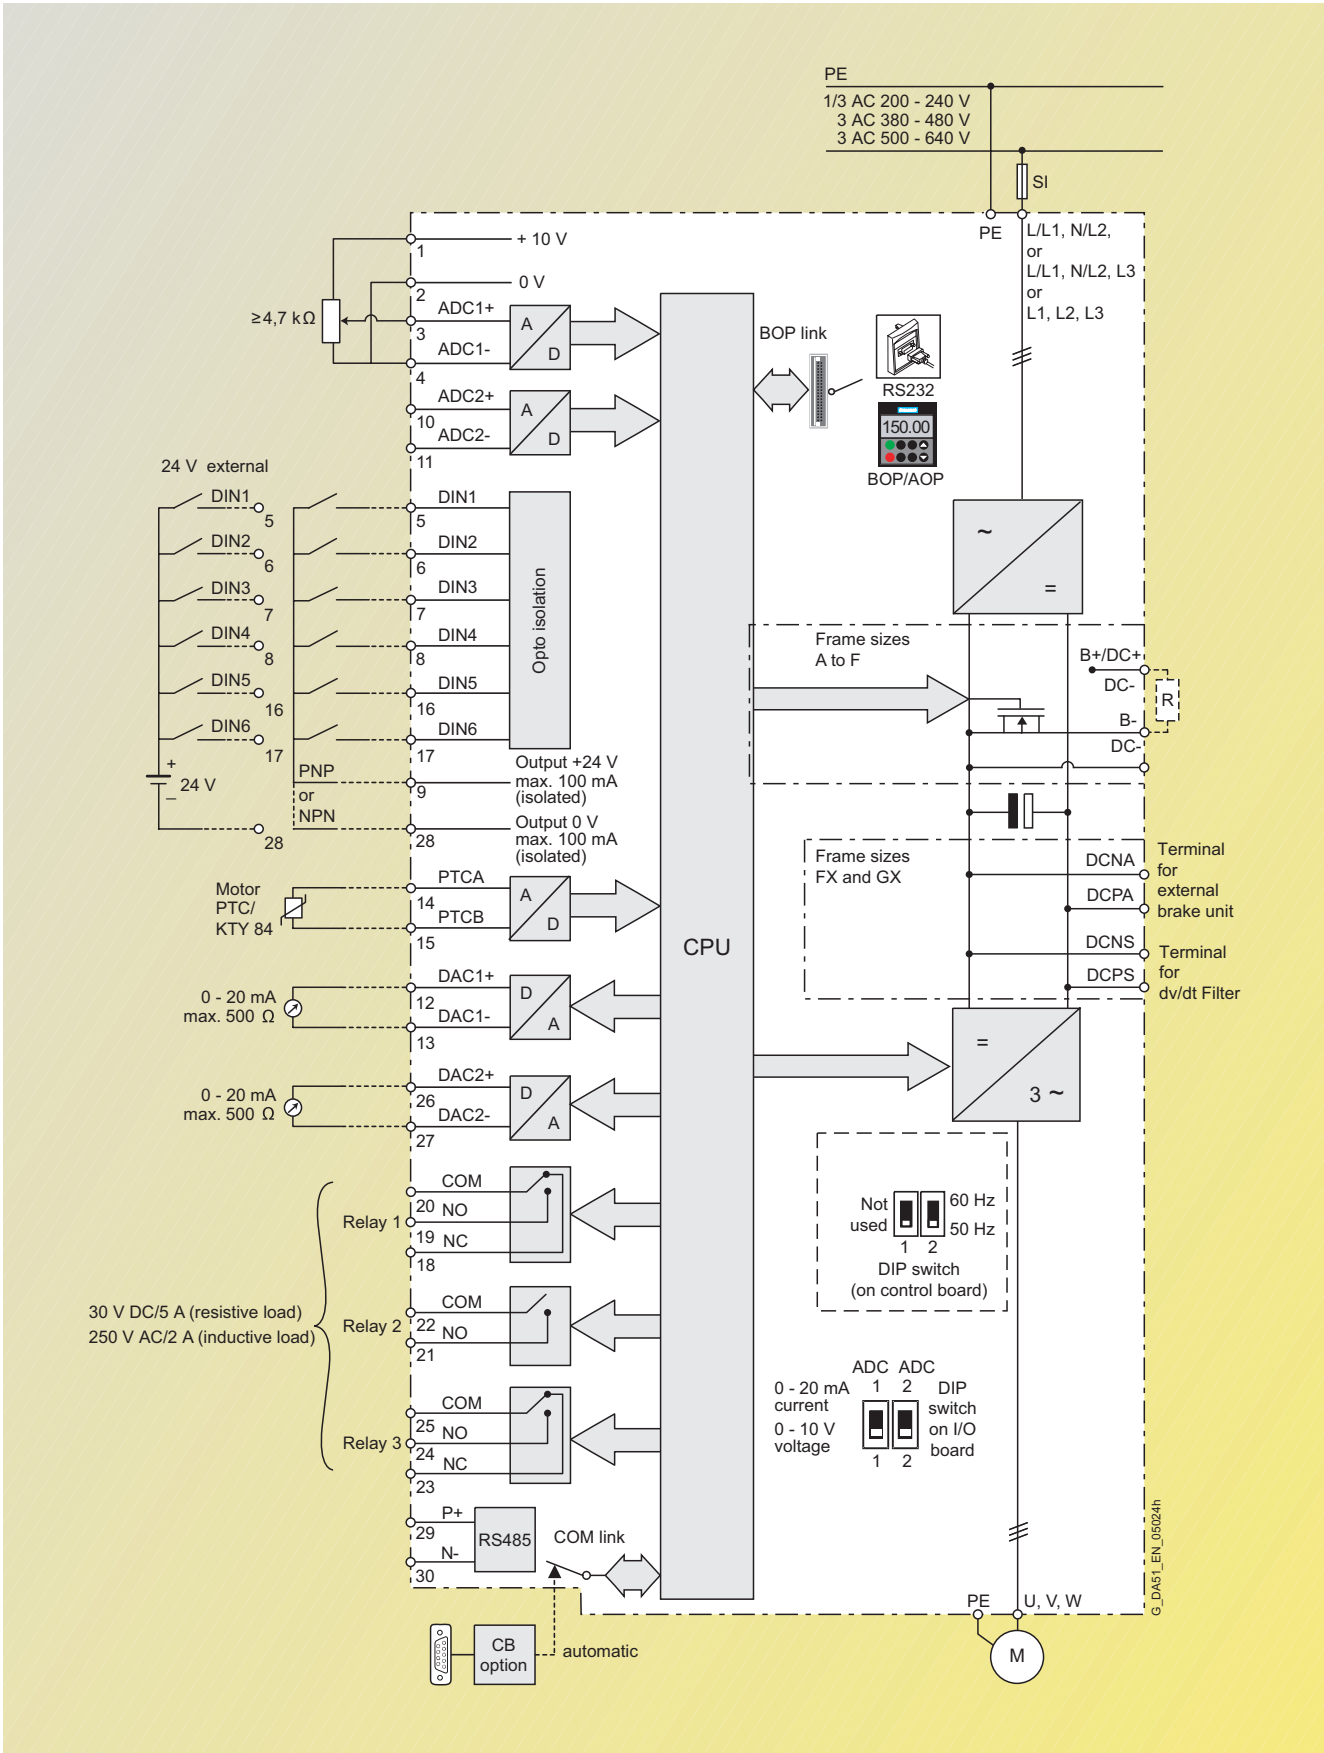 PE
1/3 AC 200 - 240 V
3 AC 380 - 480 V
3 AC 500 - 640 V
SI
PE
L/L1, N/L2,
or
L/L1, N/L2, L3
or
L1, L2, L3
1
+ 10 V
2
0 V
≥4,7 kΩ
ADC1+
3
ADC1-
4
A
D
ADC2+
10
ADC2-
11
A
D
BOP link
RS232
150.00
BOP/AOP
24 V external
DIN1
5
DIN2
6
DIN3
7
DIN4
8
DIN5
16
DIN6
17
+
24 V
_
28
DIN1
5
DIN2
6
DIN3
7
DIN4
8
DIN5
16
DIN6
17
Opto isolation
PNP
or
NPN
9
Output +24 V
max. 100 mA
(isolated)
28
Output 0 V
max. 100 mA
(isolated)
~
=
Frame sizes
A to F
B+/DC+
DC-
R
B-
DC-
Frame sizes
FX and GX
DCNA
DCPA
DCNS
DCPS
Terminal
for
external
brake unit
Terminal
for
dv/dt Filter
Motor
PTC/
KTY 84
PTCA
14
PTCB
15
A
D
CPU
0 - 20 mA
max. 500 Ω
DAC1+
12
DAC1-
13
D
A
0 - 20 mA
max. 500 Ω
DAC2+
26
DAC2-
27
D
A
=
3 ~
30 V DC/5 A (resistive load)
250 V AC/2 A (inductive load)
Relay 1
COM
20
NO
19
NC
18
Relay 2
COM
22
NO
21
Relay 3
COM
25
NO
24
NC
23
Not
used
60 Hz
50 Hz
1 2
DIP switch
(on control board)
ADC ADC
1 2
0 - 20 mA
current
0 - 10 V
voltage
DIP
switch
on I/O
board
1 2
P+
29
N-
30
RS485
COM link
CB
option
automatic
PE
U, V, W
M
G_DA51_EN_05024h